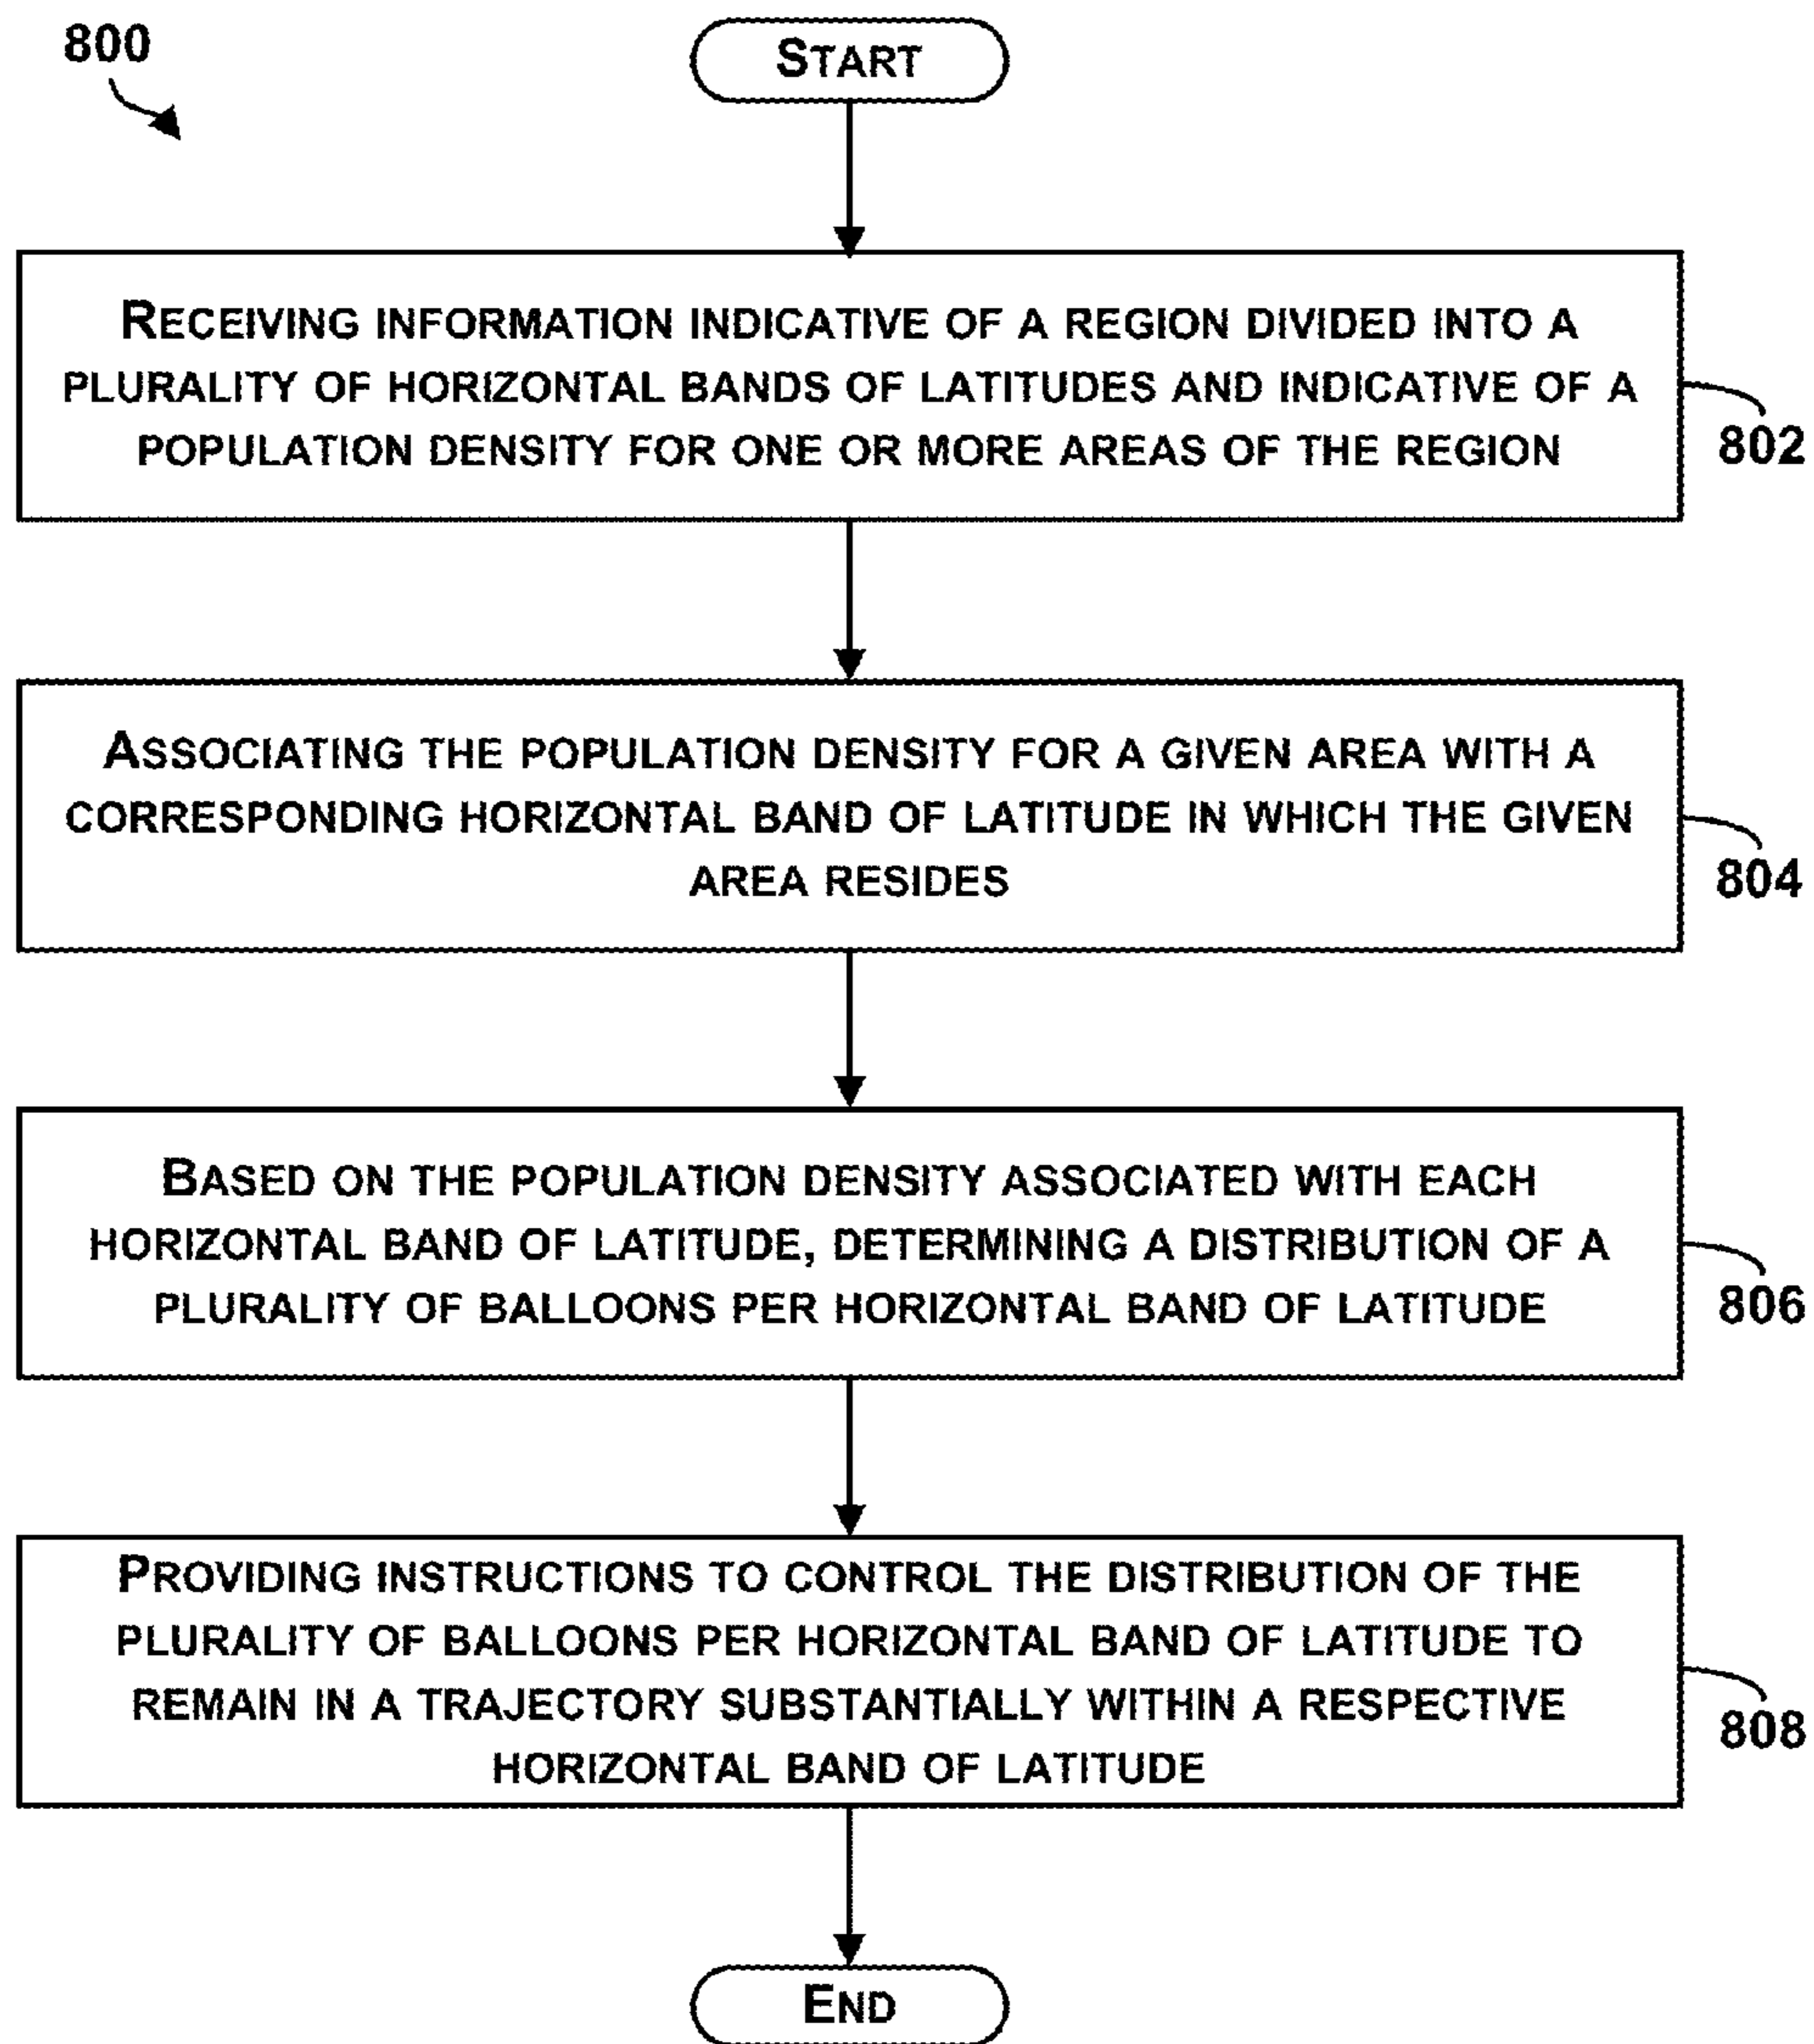 800
START
RECEIVING INFORMATION INDICATIVE OF A REGION DIVIDED INTO A
PLURALITY OF HORIZONTAL BANDS OF LATITUDES AND INDICATIVE OF A
POPULATION DENSITY FOR ONE OR MORE AREAS OF THE REGION
802
ASSOCIATING THE POPULATION DENSITY FOR A GIVEN AREA WITH A
CORRESPONDING HORIZONTAL BAND OF LATITUDE IN WHICH THE GIVEN
AREA RESIDES
804
BASED ON THE POPULATION DENSITY ASSOCIATED WITH EACH
HORIZONTAL BAND OF LATITUDE, DETERMINING A DISTRIBUTION OF A
PLURALITY OF BALLOONS PER HORIZONTAL BAND OF LATITUDE
806
PROVIDING INSTRUCTIONS TO CONTROL THE DISTRIBUTION OF THE
PLURALITY OF BALLOONS PER HORIZONTAL BAND OF LATITUDE TO
REMAIN IN A TRAJECTORY SUBSTANTIALLY WITHIN A RESPECTIVE
HORIZONTAL BAND OF LATITUDE
808
END